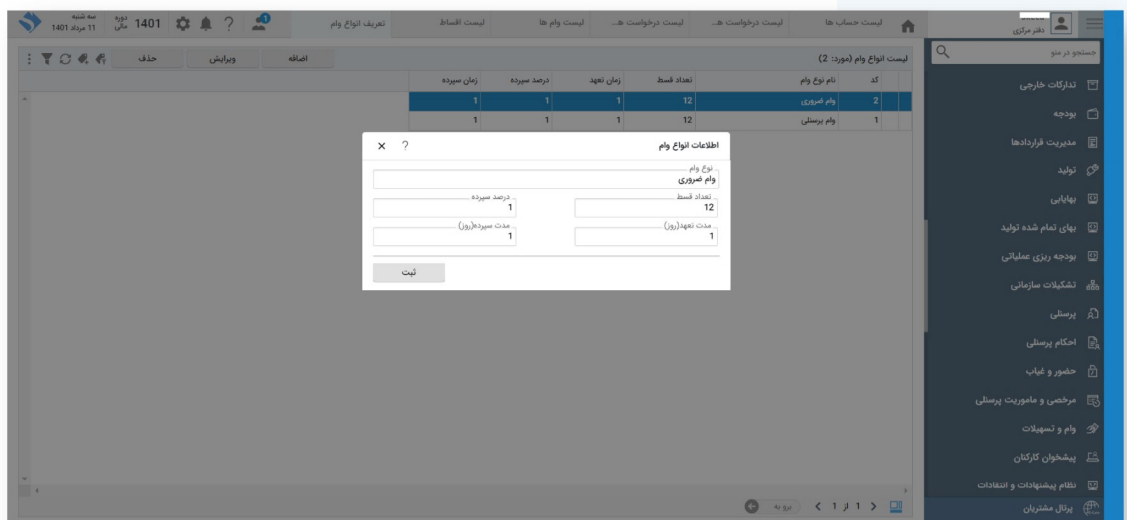 دفتر مرکزی
لیست حساب ها
لیست درخواست هـ...
لیست درخواست هـ...
لیست وام ها
لیست اقساط
تعریف انواع وام
1
?
1401
دوره مالی
سه شنبه
11 مرداد 1401
جستجو در منو
تدارکات خارجی
بودجه
مدیریت قراردادها
تولید
بهایابی
بهای تمام شده تولید
بودجه ریزی عملیاتی
تشکیلات سازمانی
پرسنلی
احکام پرسنلی
حضور و غیاب
مرخصی و ماموریت پرسنلی
وام و تسهیلات
پیشخوان کارکنان
نظام پیشنهادات و انتقادات
پرتال مشتریان
لیست انواع وام (مورد: 2)
اضافه
ویرایش
حذف
کد نام نوع وام تعداد قسط زمان تعهد درصد سپرده زمان سپرده
2 وام ضروری 12 1 1 1
1 وام پرسنلی 12 1 1 1
اطلاعات انواع وام
? ×
نوع وام
وام ضروری
تعداد قسط درصد سپرده
12 1
مدت تعهد(روز) مدت سپرده(روز)
1 1
ثبت
1 از 1
برو به